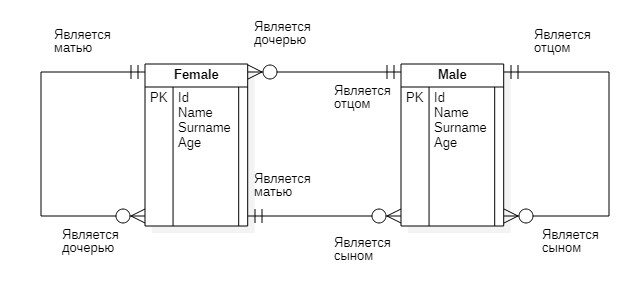 Является
матью
Является
дочерью
Является
отцом
Female
Является
отцом
Male
PK
Id
Name
Surname
Age
PK
Id
Name
Surname
Age
Является
матью
Является
дочерью
Является
сыном
Является
сыном